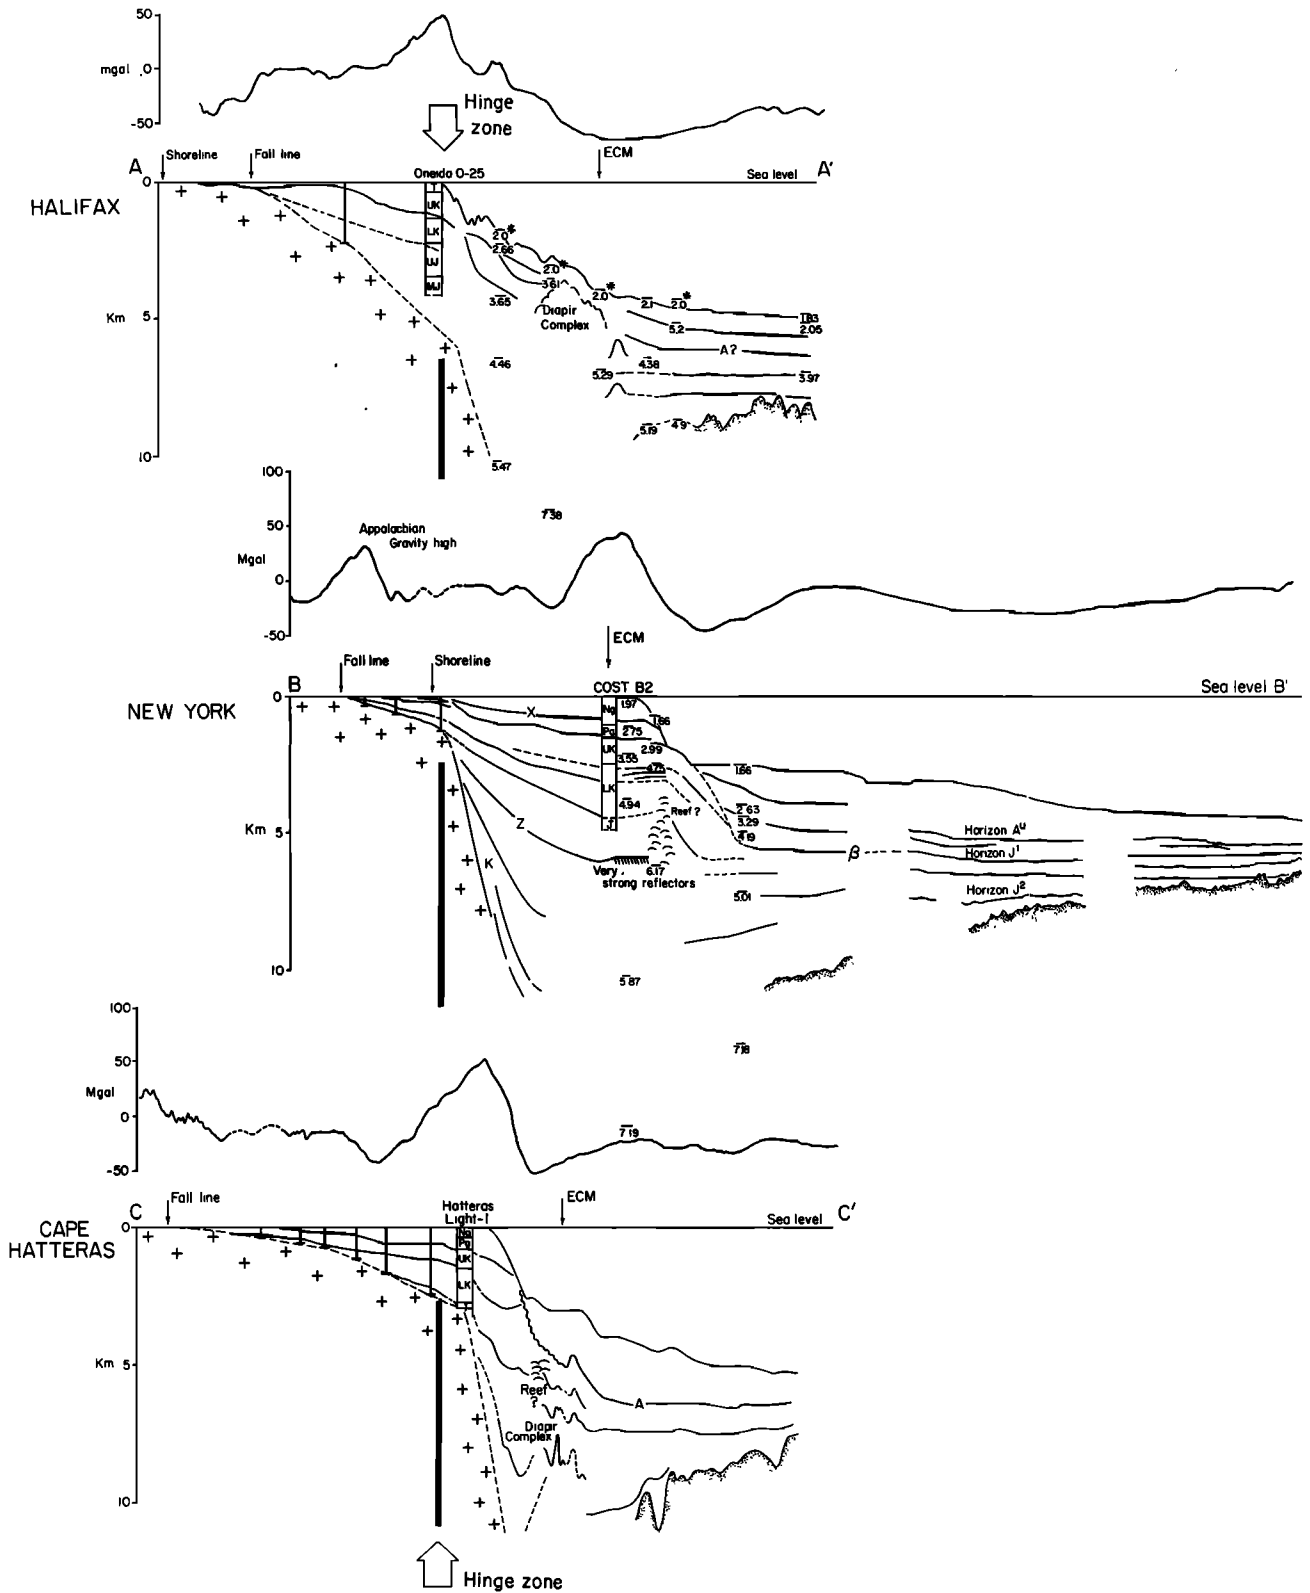 50
mgal 0
-50
Hinge
zone
Shoreline
Fall line
ECM
A
A'
Oneida O-25
Sea level
0
HALIFAX
T
UK
LK
UJ
MJ
2.0*
2.66
2.0*
3.61
3.65
Diapir
Complex
2.0*
2.1
2.0*
1.83
2.05
5.2
Km
5
A?
4.46
5.29
4.38
3.97
5.19
4.9
10
5.47
100
7.38
Appalachian
Gravity high
50
Mgal
0
-50
ECM
Fall line
Shoreline
B
COST B2
Sea level B'
0
NEW YORK
X
Ng
1.97
1.66
Pg
2.75
UK
2.99
3.55
4.75
1.66
LK
4.94
Reef ?
2.63
3.29
4.19
J
Km
5
Z
β
Horizon Aᵘ
Horizon J¹
K
Very
strong reflectors
6.17
5.01
Horizon J²
10
5.87
100
7.18
50
Mgal
0
7.19
-50
Fall line
C
Hatteras
Light-1
ECM
Sea level
C'
0
CAPE
HATTERAS
Ng
Pg
UK
LK
Km
5
Reef
?
A
Diapir
Complex
10
Hinge zone